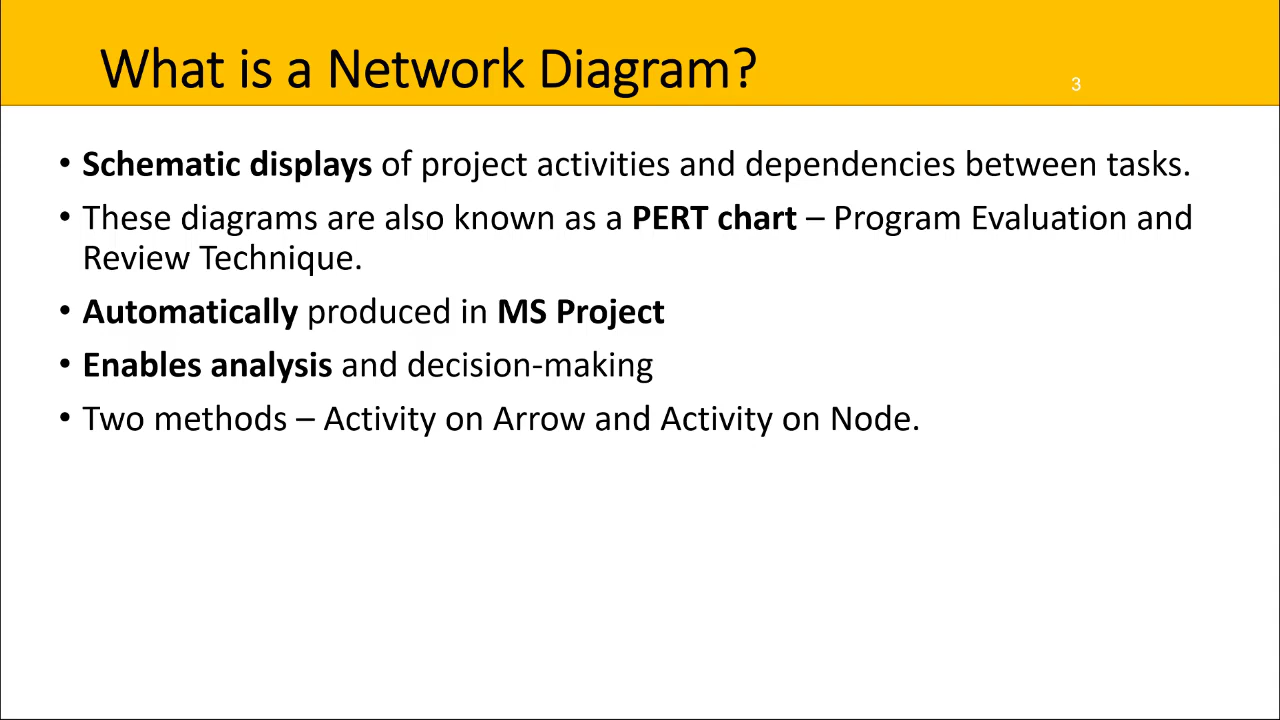 What is a Network Diagram?
3
• Schematic displays of project activities and dependencies between tasks.
• These diagrams are also known as a PERT chart – Program Evaluation and
Review Technique.
• Automatically produced in MS Project
• Enables analysis and decision-making
• Two methods – Activity on Arrow and Activity on Node.